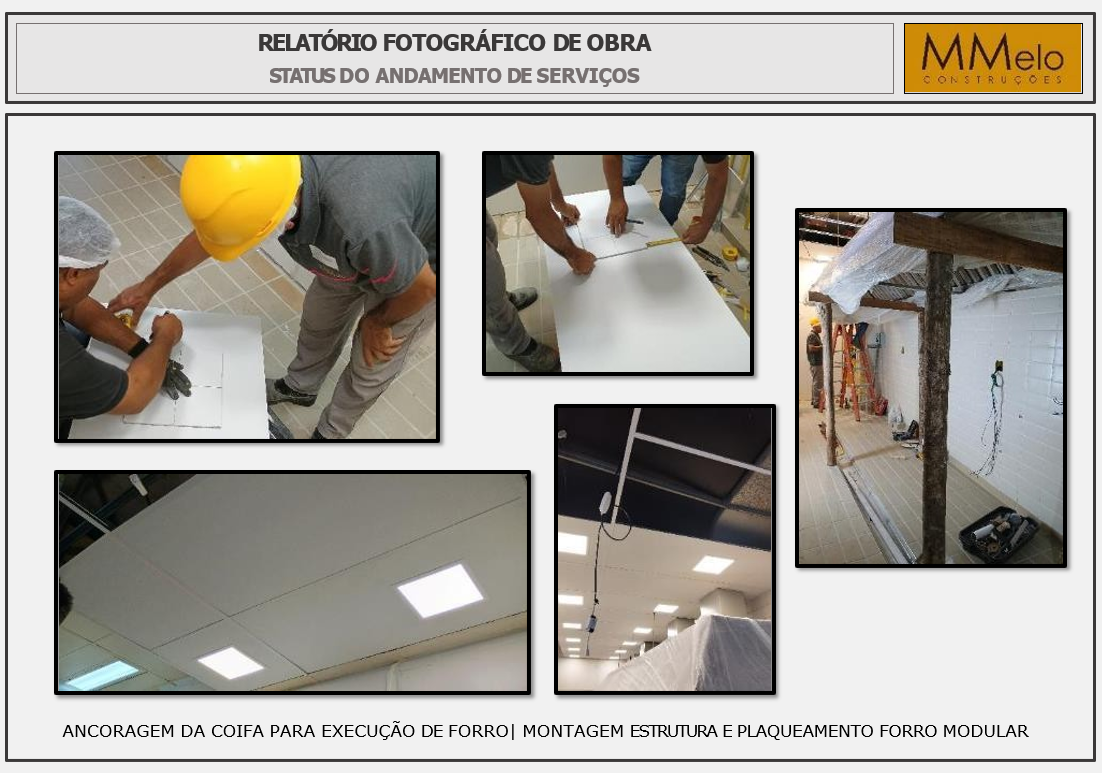 RELATÓRIO FOTOGRÁFICO DE OBRA
STATUS DO ANDAMENTO DE SERVIÇOS
MMelo
CONSTRUÇÕES
ANCORAGEM DA COIFA PARA EXECUÇÃO DE FORRO| MONTAGEM ESTRUTURA E PLAQUEAMENTO FORRO MODULAR